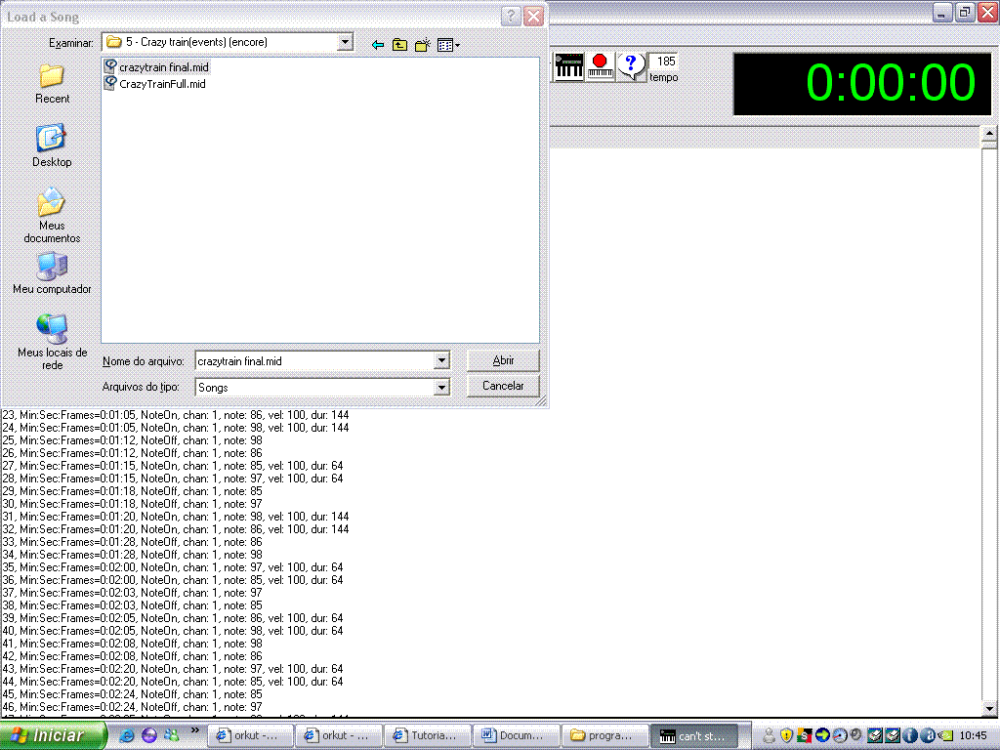 Load a Song
Examinar: 5 - Crazy train(events) (encore)
crazytrain final.mid
CrazyTrainFull.mid
Recent
Desktop
Meus documentos
Meu computador
Meus locais de rede
Nome do arquivo: crazytrain final.mid Abrir
Arquivos do tipo: Songs Cancelar
185
tempo
0:00:00
23, Min:Sec:Frames=0:01:05, NoteOn, chan: 1, note: 86, vel: 100, dur: 144
24, Min:Sec:Frames=0:01:05, NoteOn, chan: 1, note: 98, vel: 100, dur: 144
25, Min:Sec:Frames=0:01:12, NoteOff, chan: 1, note: 98
26, Min:Sec:Frames=0:01:12, NoteOff, chan: 1, note: 86
27, Min:Sec:Frames=0:01:15, NoteOn, chan: 1, note: 85, vel: 100, dur: 64
28, Min:Sec:Frames=0:01:15, NoteOn, chan: 1, note: 97, vel: 100, dur: 64
29, Min:Sec:Frames=0:01:18, NoteOff, chan: 1, note: 85
30, Min:Sec:Frames=0:01:18, NoteOff, chan: 1, note: 97
31, Min:Sec:Frames=0:01:20, NoteOn, chan: 1, note: 98, vel: 100, dur: 144
32, Min:Sec:Frames=0:01:20, NoteOn, chan: 1, note: 86, vel: 100, dur: 144
33, Min:Sec:Frames=0:01:28, NoteOff, chan: 1, note: 86
34, Min:Sec:Frames=0:01:28, NoteOff, chan: 1, note: 98
35, Min:Sec:Frames=0:02:00, NoteOn, chan: 1, note: 97, vel: 100, dur: 64
36, Min:Sec:Frames=0:02:00, NoteOn, chan: 1, note: 85, vel: 100, dur: 64
37, Min:Sec:Frames=0:02:03, NoteOff, chan: 1, note: 97
38, Min:Sec:Frames=0:02:03, NoteOff, chan: 1, note: 85
39, Min:Sec:Frames=0:02:05, NoteOn, chan: 1, note: 86, vel: 100, dur: 64
40, Min:Sec:Frames=0:02:05, NoteOn, chan: 1, note: 98, vel: 100, dur: 64
41, Min:Sec:Frames=0:02:08, NoteOff, chan: 1, note: 98
42, Min:Sec:Frames=0:02:08, NoteOff, chan: 1, note: 86
43, Min:Sec:Frames=0:02:20, NoteOn, chan: 1, note: 97, vel: 100, dur: 64
44, Min:Sec:Frames=0:02:20, NoteOn, chan: 1, note: 85, vel: 100, dur: 64
45, Min:Sec:Frames=0:02:24, NoteOff, chan: 1, note: 85
46, Min:Sec:Frames=0:02:24, NoteOff, chan: 1, note: 97
Iniciar orkut -... orkut -... Tutoria... Docum... progra... can't st... 10:45